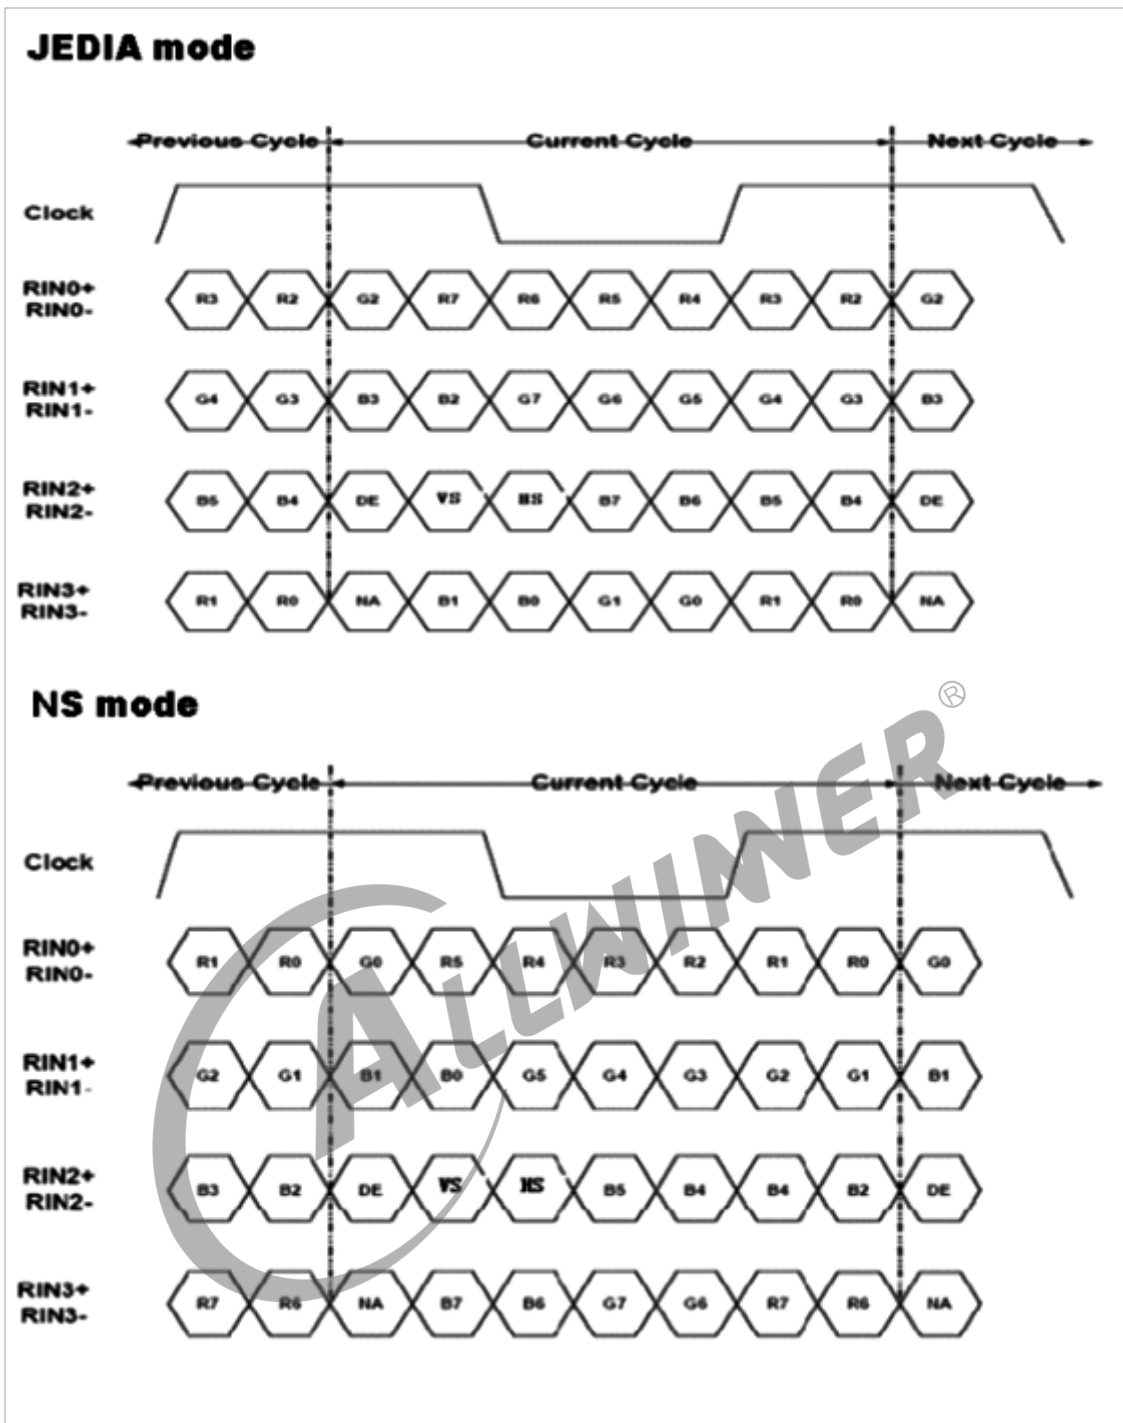 JEDIA mode
Previous Cycle Current Cycle Next Cycle
Clock
RIN0+
RIN0-
R3 R2 G2 R7 R6 R5 R4 R3 R2 G2
RIN1+
RIN1-
G4 G3 B3 B2 G7 G6 G5 G4 G3 B3
RIN2+
RIN2-
B5 B4 DE VS HS B7 B6 B5 B4 DE
RIN3+
RIN3-
R1 R0 NA B1 B0 G1 G0 R1 R0 NA
NS mode
Previous Cycle Current Cycle Next Cycle
Clock
RIN0+
RIN0-
R1 R0 G0 R5 R4 R3 R2 R1 R0 G0
RIN1+
RIN1-
G2 G1 B1 B0 G5 G4 G3 G2 G1 B1
RIN2+
RIN2-
B3 B2 DE VS HS B5 B4 B4 B2 DE
RIN3+
RIN3-
R7 R6 NA B7 B6 G7 G6 R7 R6 NA
ALLWINNER®